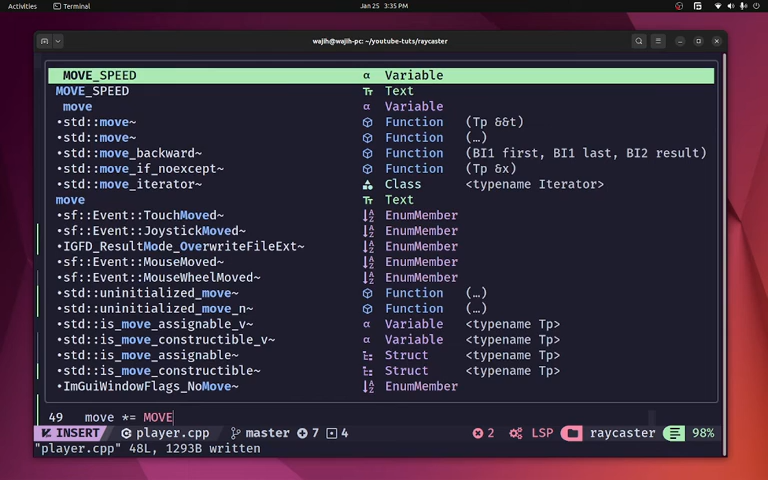 Activities Terminal Jan 25 3:35 PM
wajih@wajih-pc: ~/youtube-tuts/raycaster
MOVE_SPEED α Variable
MOVE_SPEED Text
move α Variable
•std::move~ Function (Tp &&t)
•std::move~ Function (…)
•std::move_backward~ Function (BI1 first, BI1 last, BI2 result)
•std::move_if_noexcept~ Function (Tp &x)
•std::move_iterator~ Class <typename Iterator>
move Text
•sf::Event::TouchMoved~ EnumMember
•sf::Event::JoystickMoved~ EnumMember
•IGFD_ResultMode_OverwriteFileExt~ EnumMember
•sf::Event::MouseMoved~ EnumMember
•sf::Event::MouseWheelMoved~ EnumMember
•std::uninitialized_move~ Function (…)
•std::uninitialized_move_n~ Function (…)
•std::is_move_assignable_v~ α Variable <typename Tp>
•std::is_move_constructible_v~ α Variable <typename Tp>
•std::is_move_assignable~ Struct <typename Tp>
•std::is_move_constructible~ Struct <typename Tp>
•ImGuiWindowFlags_NoMove~ EnumMember
49 move *= MOVE
INSERT player.cpp master 7 4 2 LSP raycaster 98%
"player.cpp" 48L, 1293B written